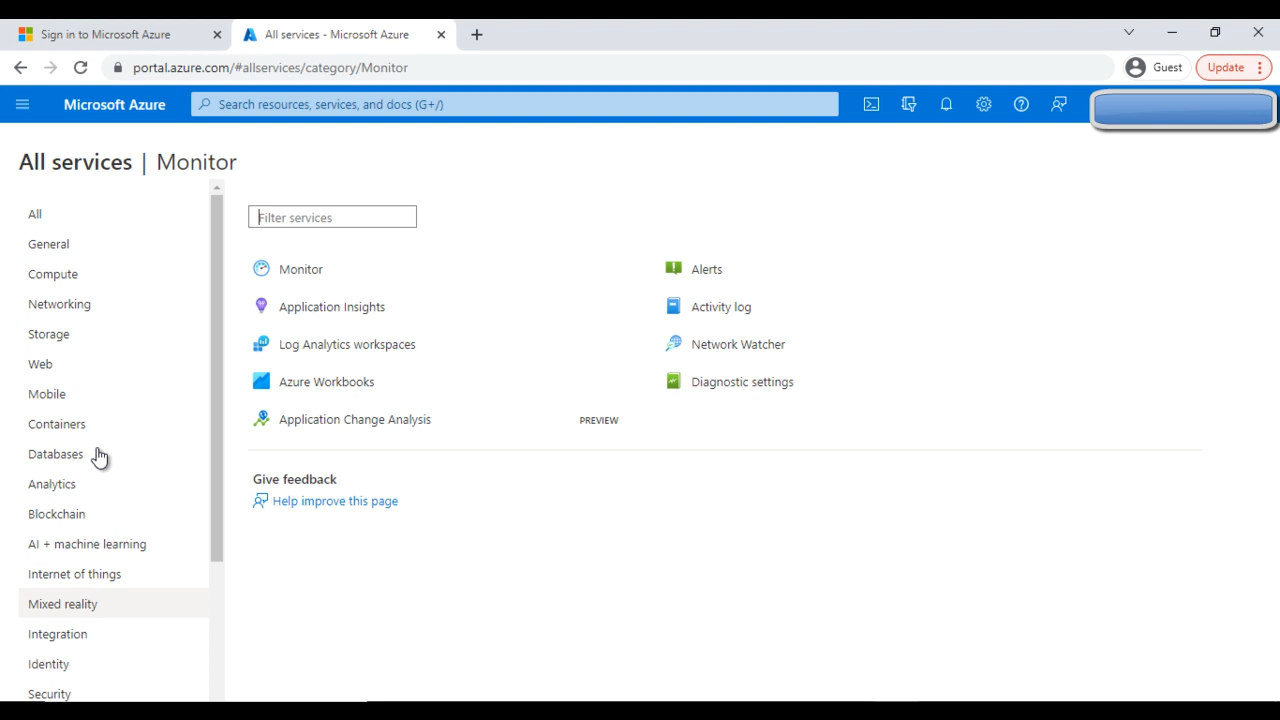 Sign in to Microsoft Azure
All services - Microsoft Azure
portal.azure.com/#allservices/category/Monitor
Guest
Update
Microsoft Azure
Search resources, services, and docs (G+/)
All services | Monitor
All
General
Compute
Networking
Storage
Web
Mobile
Containers
Databases
Analytics
Blockchain
AI + machine learning
Internet of things
Mixed reality
Integration
Identity
Security
Filter services
Monitor
Application Insights
Log Analytics workspaces
Azure Workbooks
Application Change Analysis
PREVIEW
Alerts
Activity log
Network Watcher
Diagnostic settings
Give feedback
Help improve this page